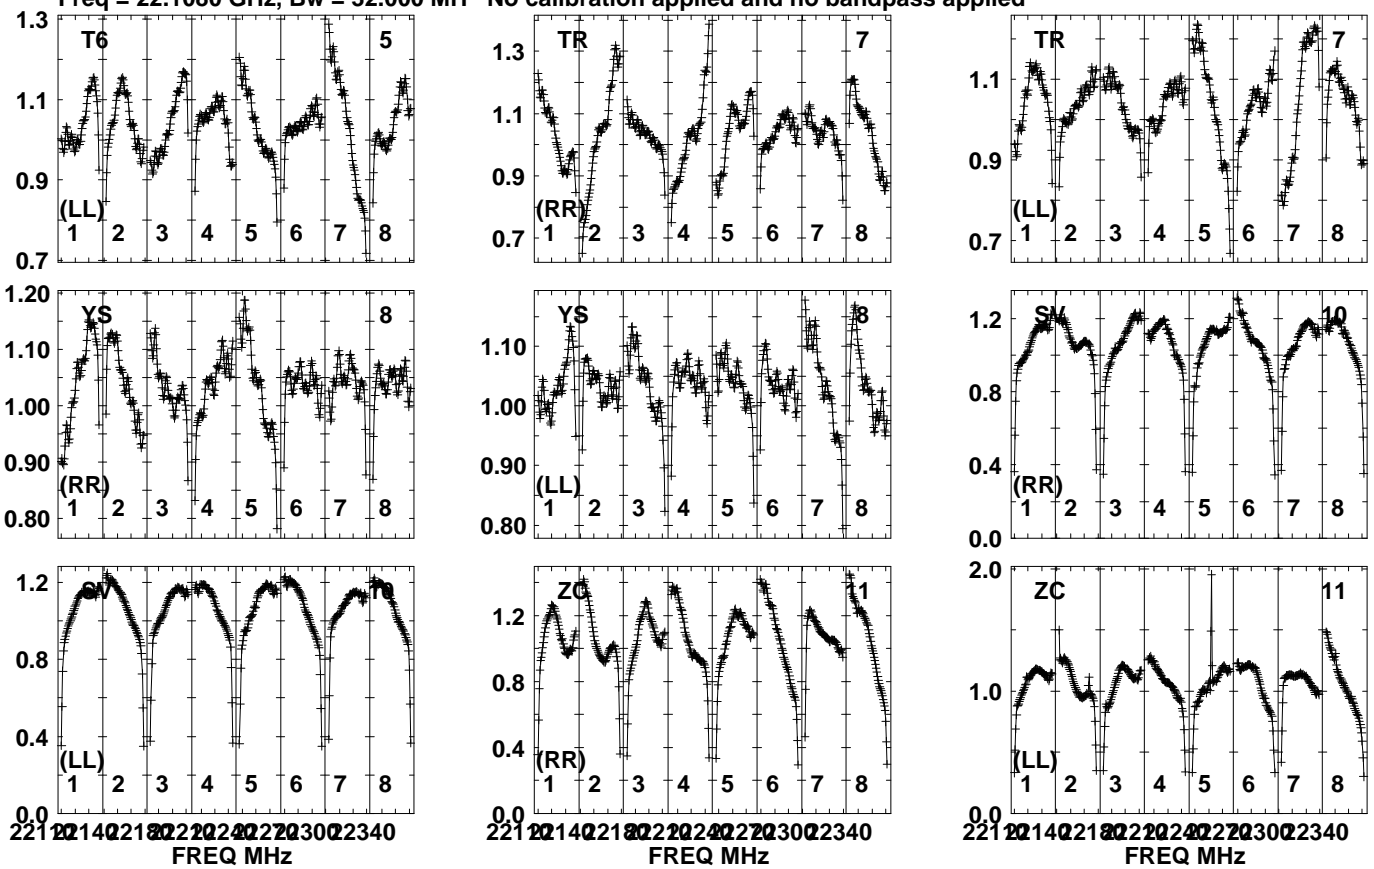 Freq = 22.1080 GHz, Bw = 32.000 MH No calibration applied and no bandpass applied
1.3
1.1
0.9
0.7
T6 5
(LL)
1 2 3 4 5 6 7 8
1.3
1.1
0.9
0.7
TR 7
(RR)
1 2 3 4 5 6 7 8
1.1
0.9
0.7
TR 7
(LL)
1 2 3 4 5 6 7 8
1.20
1.10
1.00
0.90
0.80
YS 8
(RR)
1 2 3 4 5 6 7 8
1.10
1.00
0.90
0.80
YS 8
(LL)
1 2 3 4 5 6 7 8
1.2
0.8
0.4
0.0
SV 10
(RR)
1 2 3 4 5 6 7 8
1.2
0.8
0.4
0.0
SV 10
(LL)
1 2 3 4 5 6 7 8
FREQ MHz
1.2
0.8
0.4
0.0
ZC 11
(RR)
1 2 3 4 5 6 7 8
FREQ MHz
2.0
1.0
0.0
ZC 11
(LL)
1 2 3 4 5 6 7 8
FREQ MHz